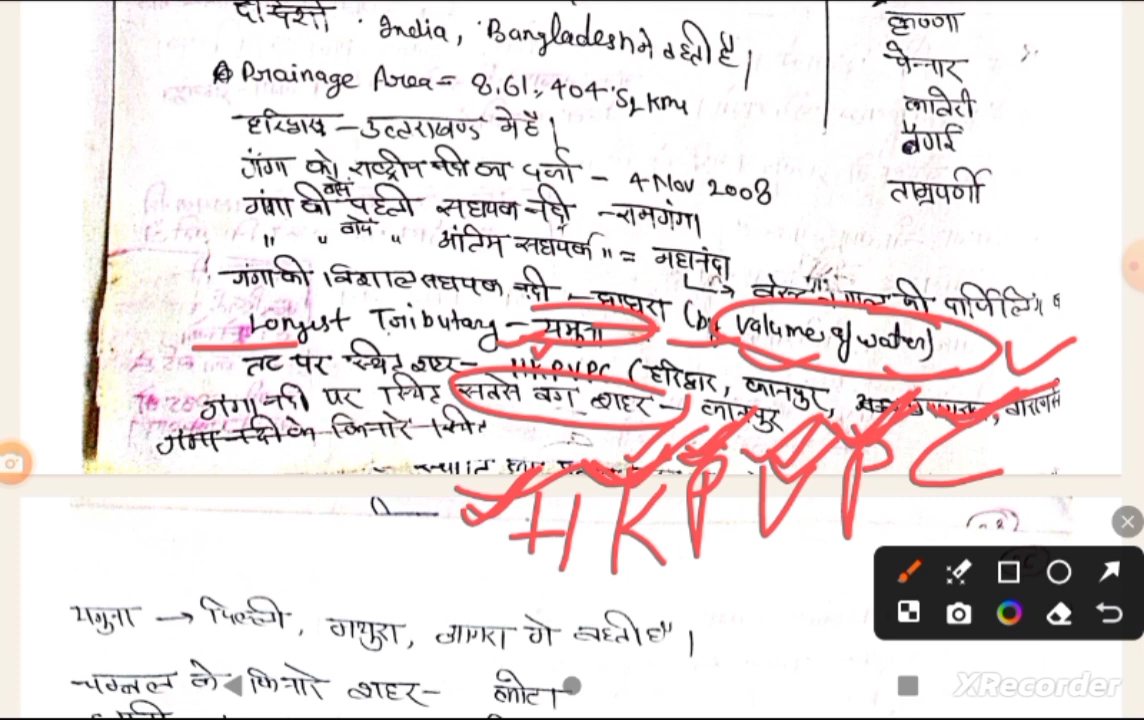 दो देशों India, Bangladesh में बहती है|
Drainage Area = 8,61,404 Sq km
हरिद्वार - उत्तराखण्ड में है|
गंगा को राष्ट्रीय नदी का दर्जा - 4 Nov 2008
गंगा की बायें पहली सहायक नदी - रामगंगा
" " बायें " अंतिम सहायक " = महानंदा
गंगा की विशाल सहायक नदी - घाघरा (by Volume of water)
Longest Tributary - यमुना
तट पर स्थित शहर - HKPVPC (हरिद्वार, कानपुर,
गंगा नदी पर स्थित सबसे बड़ा शहर - कानपुर
गंगा नदी के किनारे स्थित
कृष्णा
पेन्नार
कावेरी
वैगई
ताम्रपर्णी
H K P V P C
यमुना → दिल्ली, मथुरा, आगरा में बहती है|
चम्बल के किनारे शहर - कोटा
XRecorder